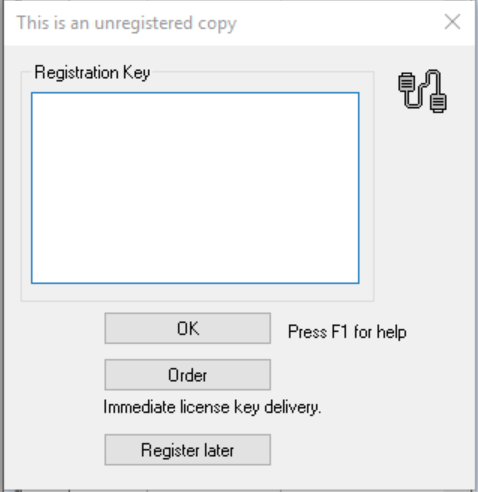 This is an unregistered copy
Registration Key
OK
Press F1 for help
Order
Immediate license key delivery.
Register later